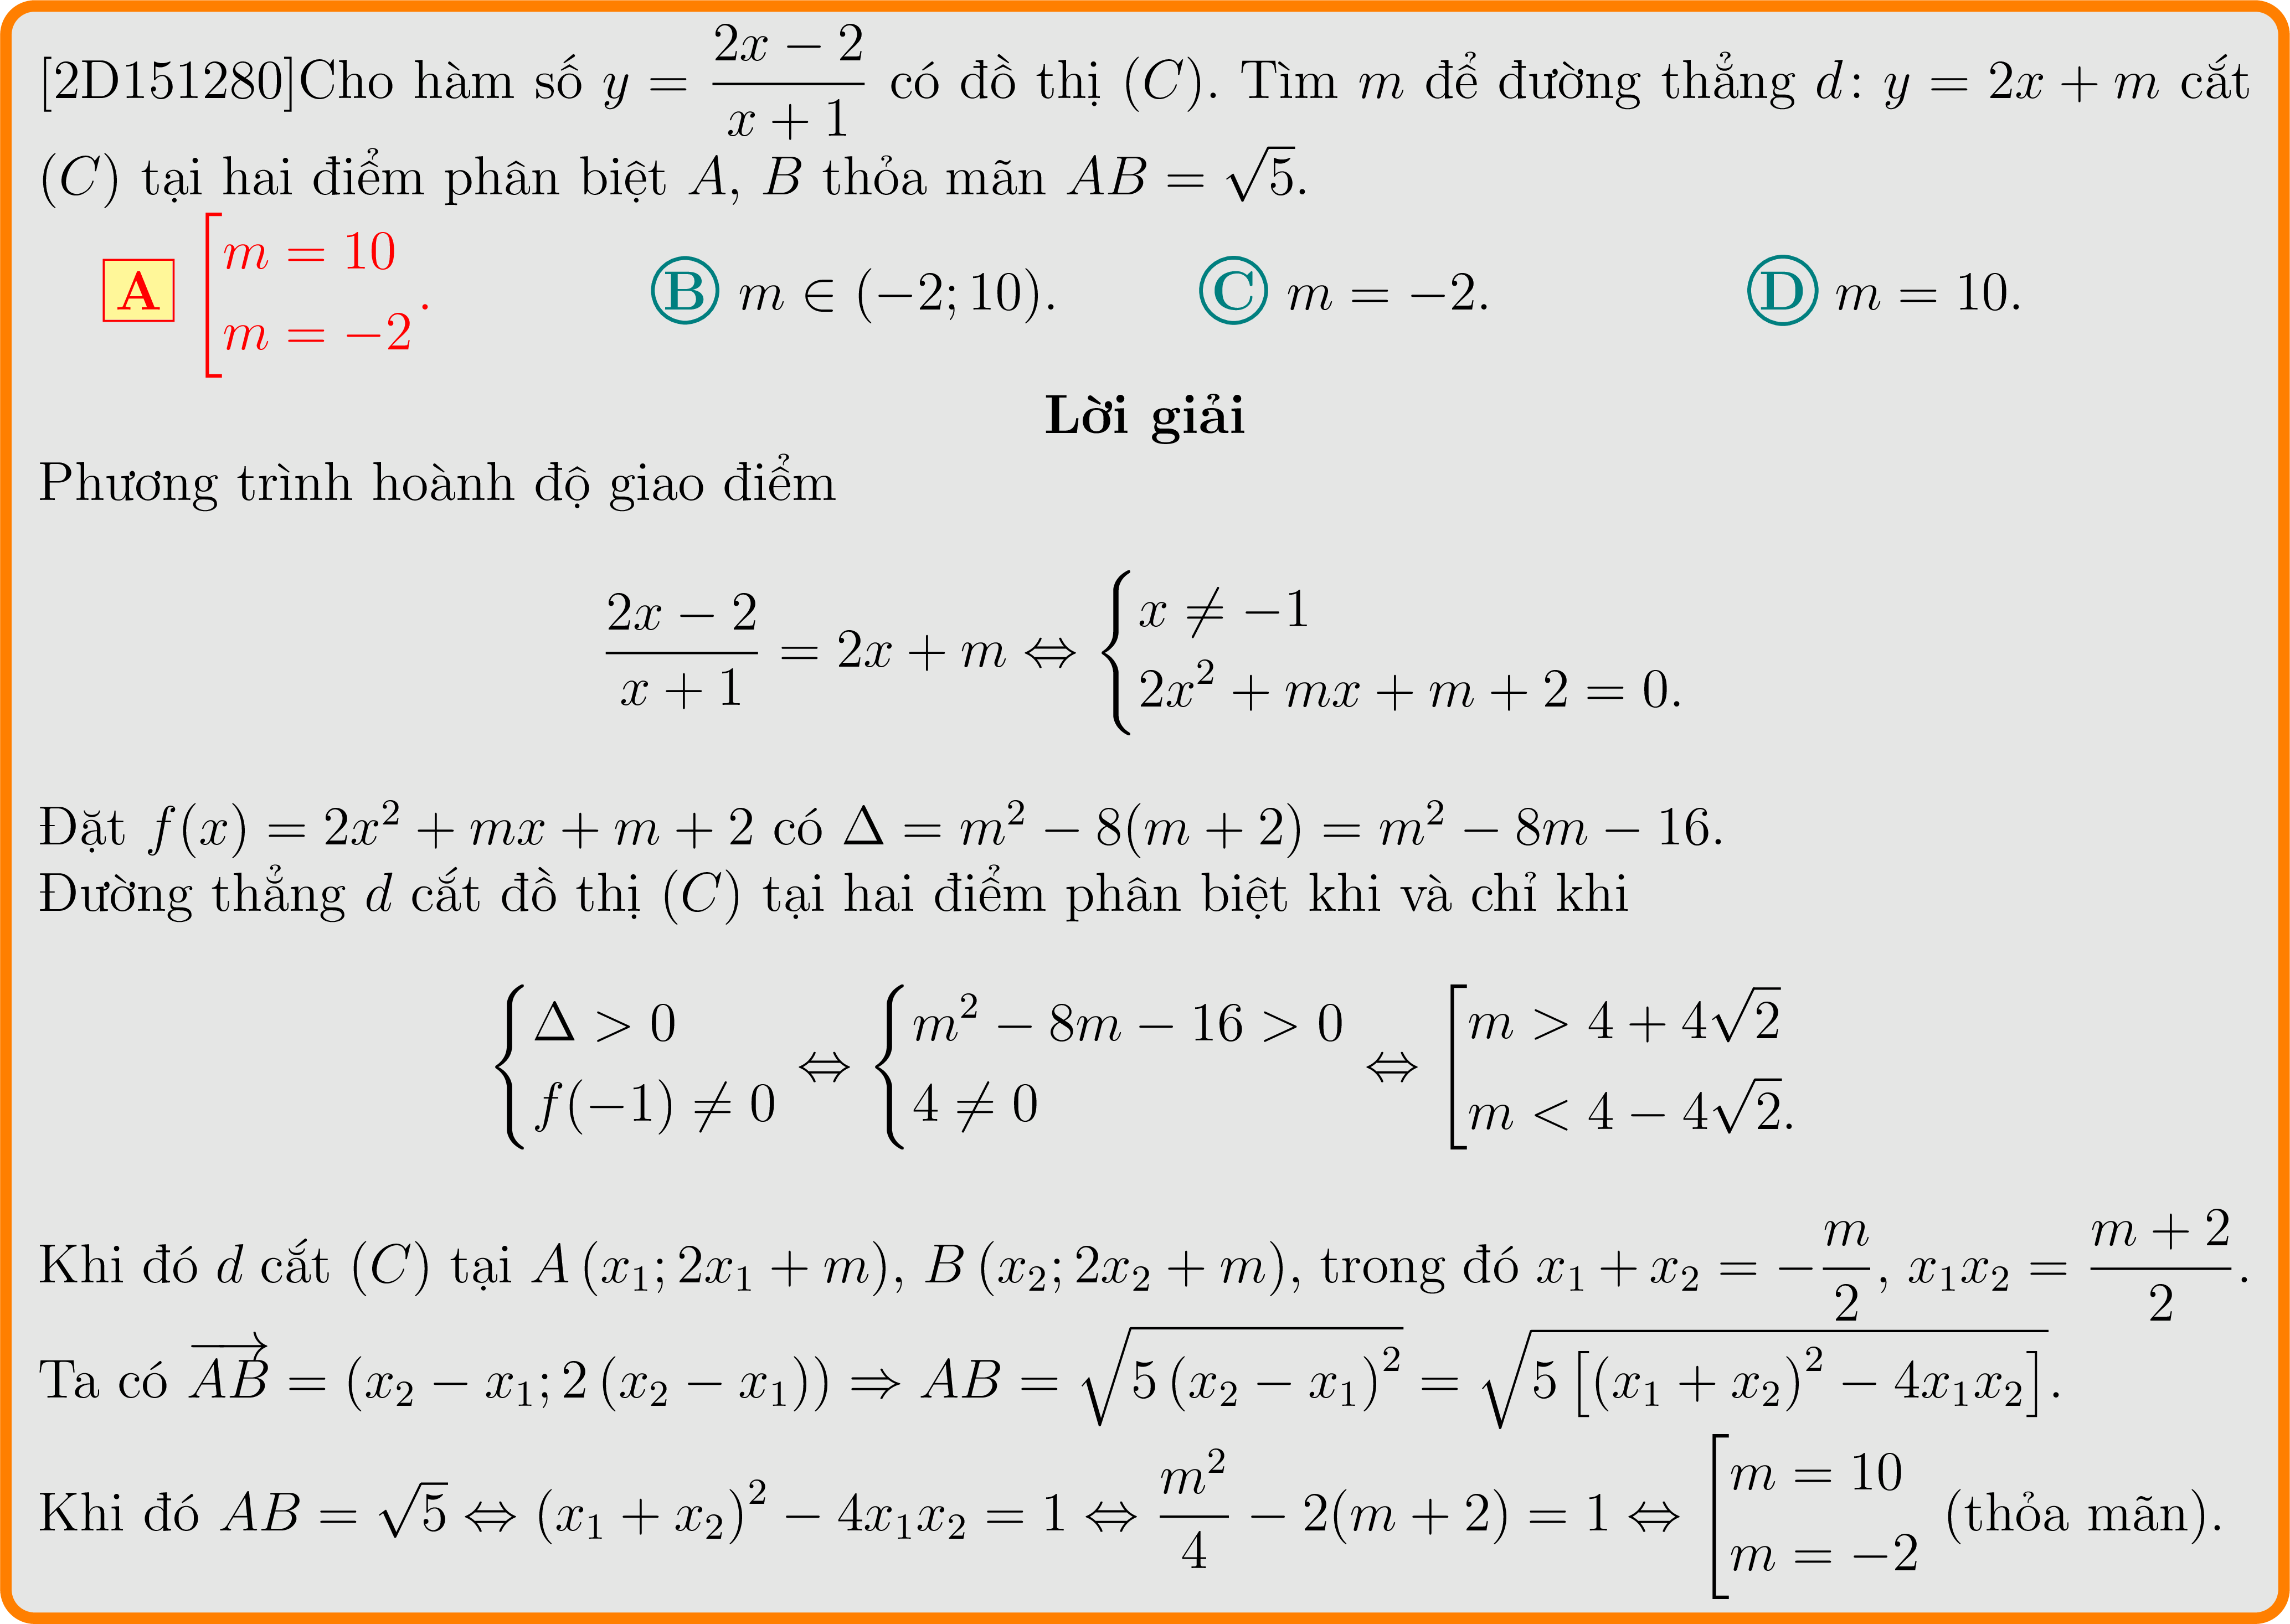 [2D151280]Cho hàm số $y = \dfrac{2x-2}{x+1}$ có đồ thị $(C)$. Tìm $m$ để đường thẳng $d\colon y = 2x + m$ cắt
$(C)$ tại hai điểm phân biệt $A$, $B$ thỏa mãn $AB = \sqrt{5}$.
A $\left[\begin{array}{l} m = 10 \\ m = -2 \end{array}\right.$. B $m \in (-2; 10)$. C $m = -2$. D $m = 10$.
Lời giải
Phương trình hoành độ giao điểm
$\dfrac{2x-2}{x+1} = 2x + m \Leftrightarrow \begin{cases} x \neq -1 \\ 2x^2 + mx + m + 2 = 0. \end{cases}$
Đặt $f(x) = 2x^2 + mx + m + 2$ có $\Delta = m^2 - 8(m + 2) = m^2 - 8m - 16$.
Đường thẳng $d$ cắt đồ thị $(C)$ tại hai điểm phân biệt khi và chỉ khi
$\begin{cases} \Delta > 0 \\ f(-1) \neq 0 \end{cases} \Leftrightarrow \begin{cases} m^2 - 8m - 16 > 0 \\ 4 \neq 0 \end{cases} \Leftrightarrow \left[\begin{array}{l} m > 4 + 4\sqrt{2} \\ m < 4 - 4\sqrt{2}. \end{array}\right.$
Khi đó $d$ cắt $(C)$ tại $A\,(x_1; 2x_1 + m)$, $B\,(x_2; 2x_2 + m)$, trong đó $x_1 + x_2 = -\dfrac{m}{2}$, $x_1x_2 = \dfrac{m+2}{2}$.
Ta có $\overrightarrow{AB} = (x_2 - x_1; 2\,(x_2 - x_1)) \Rightarrow AB = \sqrt{5\,(x_2 - x_1)^2} = \sqrt{5\left[(x_1 + x_2)^2 - 4x_1x_2\right]}$.
Khi đó $AB = \sqrt{5} \Leftrightarrow (x_1 + x_2)^2 - 4x_1x_2 = 1 \Leftrightarrow \dfrac{m^2}{4} - 2(m + 2) = 1 \Leftrightarrow \left[\begin{array}{l} m = 10 \\ m = -2 \end{array}\right.$ (thỏa mãn).